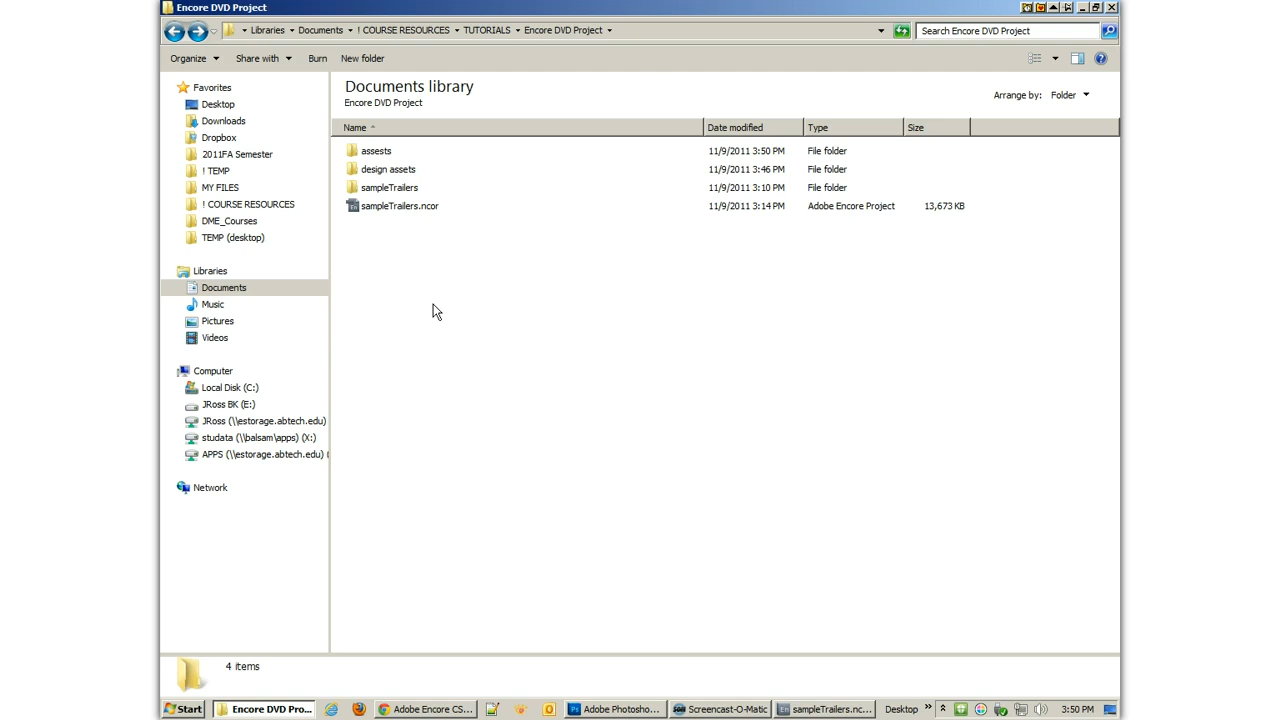 Encore DVD Project
Libraries Documents ! COURSE RESOURCES TUTORIALS Encore DVD Project
Search Encore DVD Project
Organize Share with Burn New folder
Documents library
Encore DVD Project
Arrange by: Folder
Name Date modified Type Size
assests 11/9/2011 3:50 PM File folder
design assets 11/9/2011 3:46 PM File folder
sampleTrailers 11/9/2011 3:10 PM File folder
sampleTrailers.ncor 11/9/2011 3:14 PM Adobe Encore Project 13,673 KB
Favorites
Desktop
Downloads
Dropbox
2011FA Semester
! TEMP
MY FILES
! COURSE RESOURCES
DME_Courses
TEMP (desktop)
Libraries
Documents
Music
Pictures
Videos
Computer
Local Disk (C:)
JRoss BK (E:)
JRoss (\\estorage.abtech.edu)
studata (\\balsam\apps) (X:)
APPS (\\estorage.abtech.edu) (
Network
4 items
Start Encore DVD Pro... Adobe Encore CS... Adobe Photosho... Screencast-O-Matic sampleTrailers.nc... Desktop 3:50 PM